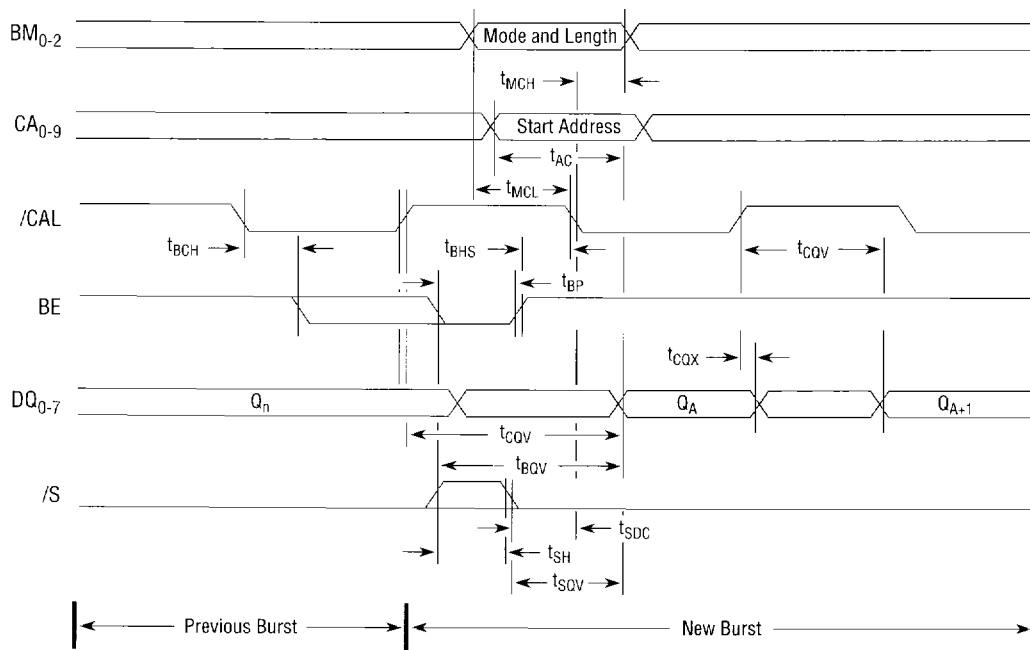 BM0-2
Mode and Length
tMCH
CA0-9
Start Address
tAC
tMCL
/CAL
tBCH
tBHS
tCQV
tBP
BE
tCQX
DQ0-7
Qn
QA
QA+1
tCQV
tBQV
/S
tSDC
tSH
tSQV
Previous Burst
New Burst